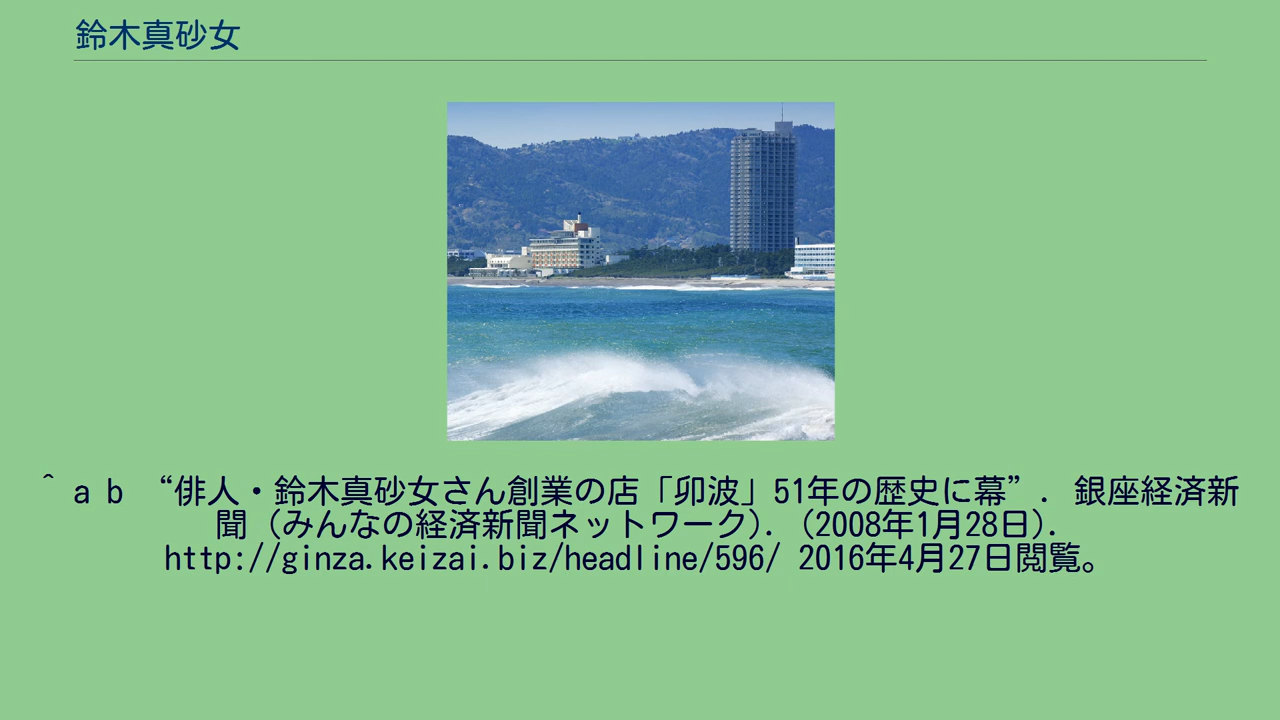 鈴木真砂女
^ a b “俳人・鈴木真砂女さん創業の店「卯波」51年の歴史に幕”. 銀座経済新
聞 (みんなの経済新聞ネットワーク). (2008年1月28日).
http://ginza.keizai.biz/headline/596/ 2016年4月27日閲覧。